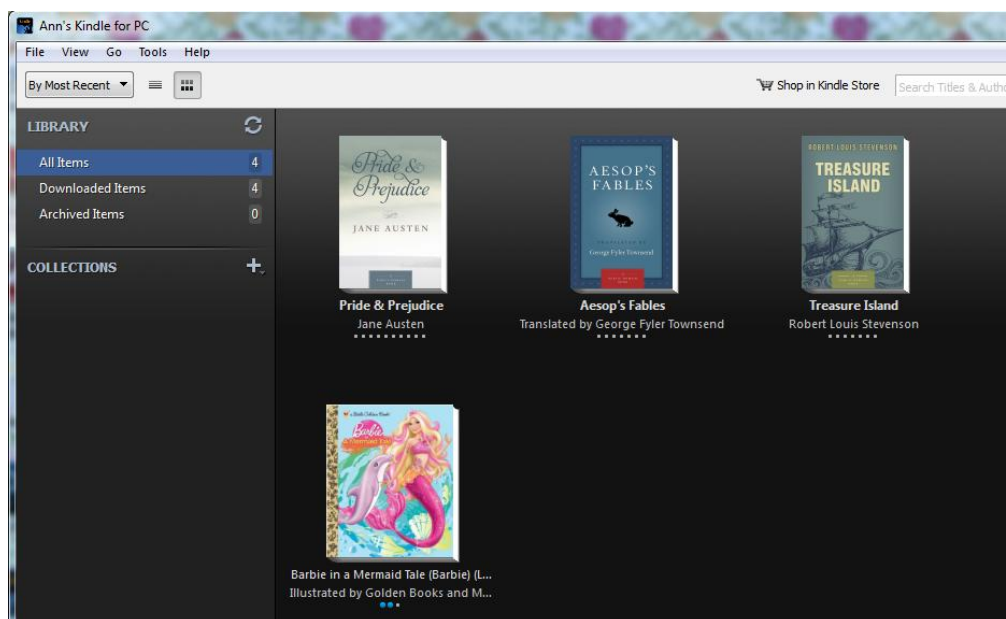 Ann's Kindle for PC
File View Go Tools Help
By Most Recent
Shop in Kindle Store
Search Titles & Autho
LIBRARY
All Items 4
Downloaded Items 4
Archived Items 0
COLLECTIONS
Pride &
Prejudice
JANE AUSTEN
Pride & Prejudice
Jane Austen
AESOP'S
FABLES
George Fyler Townsend
Aesop's Fables
Translated by George Fyler Townsend
ROBERT LOUIS STEVENSON
TREASURE
ISLAND
Treasure Island
Robert Louis Stevenson
a Little Golden Book
Barbie
Barbie in a Mermaid Tale (Barbie) (L...
Illustrated by Golden Books and M...